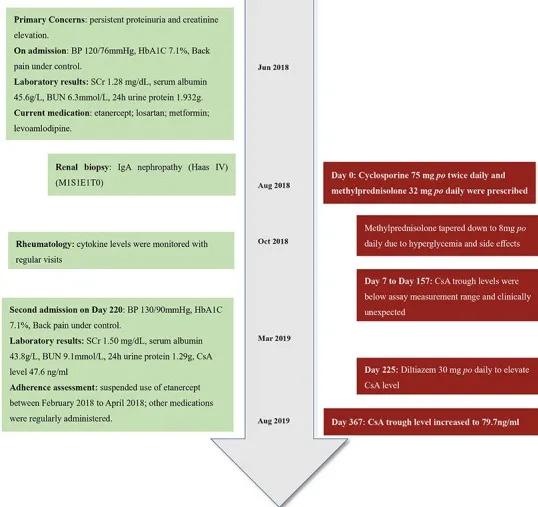 Primary Concerns: persistent proteinuria and creatinine
elevation.
On admission: BP 120/76mmHg, HbA1C 7.1%, Back
pain under control.
Laboratory results: SCr 1.28 mg/dL, serum albumin
45.6g/L, BUN 6.3mmol/L, 24h urine protein 1.932g.
Current medication: etanercept; losartan; metformin;
levoamlodipine.
Jun 2018
Renal biopsy: IgA nephropathy (Haas IV)
(M1S1E1T0)
Aug 2018
Day 0: Cyclosporine 75 mg po twice daily and
methylprednisolone 32 mg po daily were prescribed
Rheumatology: cytokine levels were monitored with
regular visits
Oct 2018
Methylprednisolone tapered down to 8mg po
daily due to hyperglycemia and side effects
Day 7 to Day 157: CsA trough levels were
below assay measurement range and clinically
unexpected
Second admission on Day 220: BP 130/90mmHg, HbA1C
7.1%, Back pain under control.
Laboratory results: SCr 1.50 mg/dL, serum albumin
43.8g/L, BUN 9.1mmol/L, 24h urine protein 1.29g, CsA
level 47.6 ng/ml
Adherence assessment: suspended use of etanercept
between February 2018 to April 2018; other medications
were regularly administered.
Mar 2019
Day 225: Diltiazem 30 mg po daily to elevate
CsA level
Aug 2019
Day 367: CsA trough level increased to 79.7ng/ml